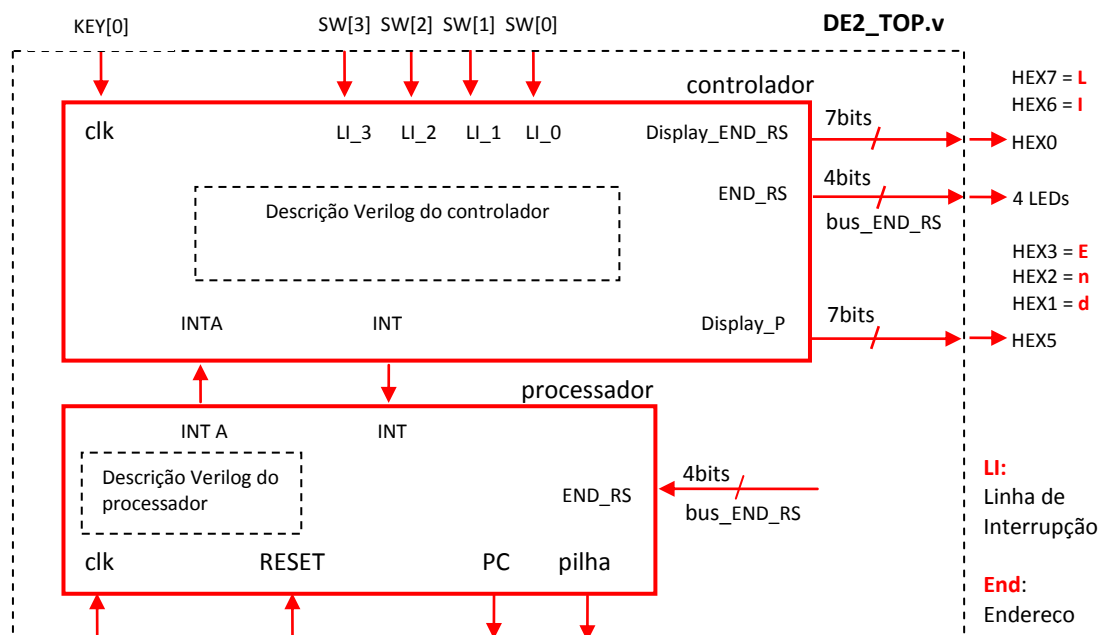 KEY[0] SW[3] SW[2] SW[1] SW[0] DE2_TOP.v
controlador
clk LI_3 LI_2 LI_1 LI_0 Display_END_RS 7bits
HEX7 = L
HEX6 = I
HEX0
Descrição Verilog do controlador
END_RS 4bits
bus_END_RS
4 LEDs
HEX3 = E
HEX2 = n
HEX1 = d
INTA INT Display_P 7bits
HEX5
processador
INT A INT
Descrição Verilog do
processador
END_RS 4bits
bus_END_RS
clk RESET PC pilha
LI:
Linha de
Interrupção
End:
Endereco